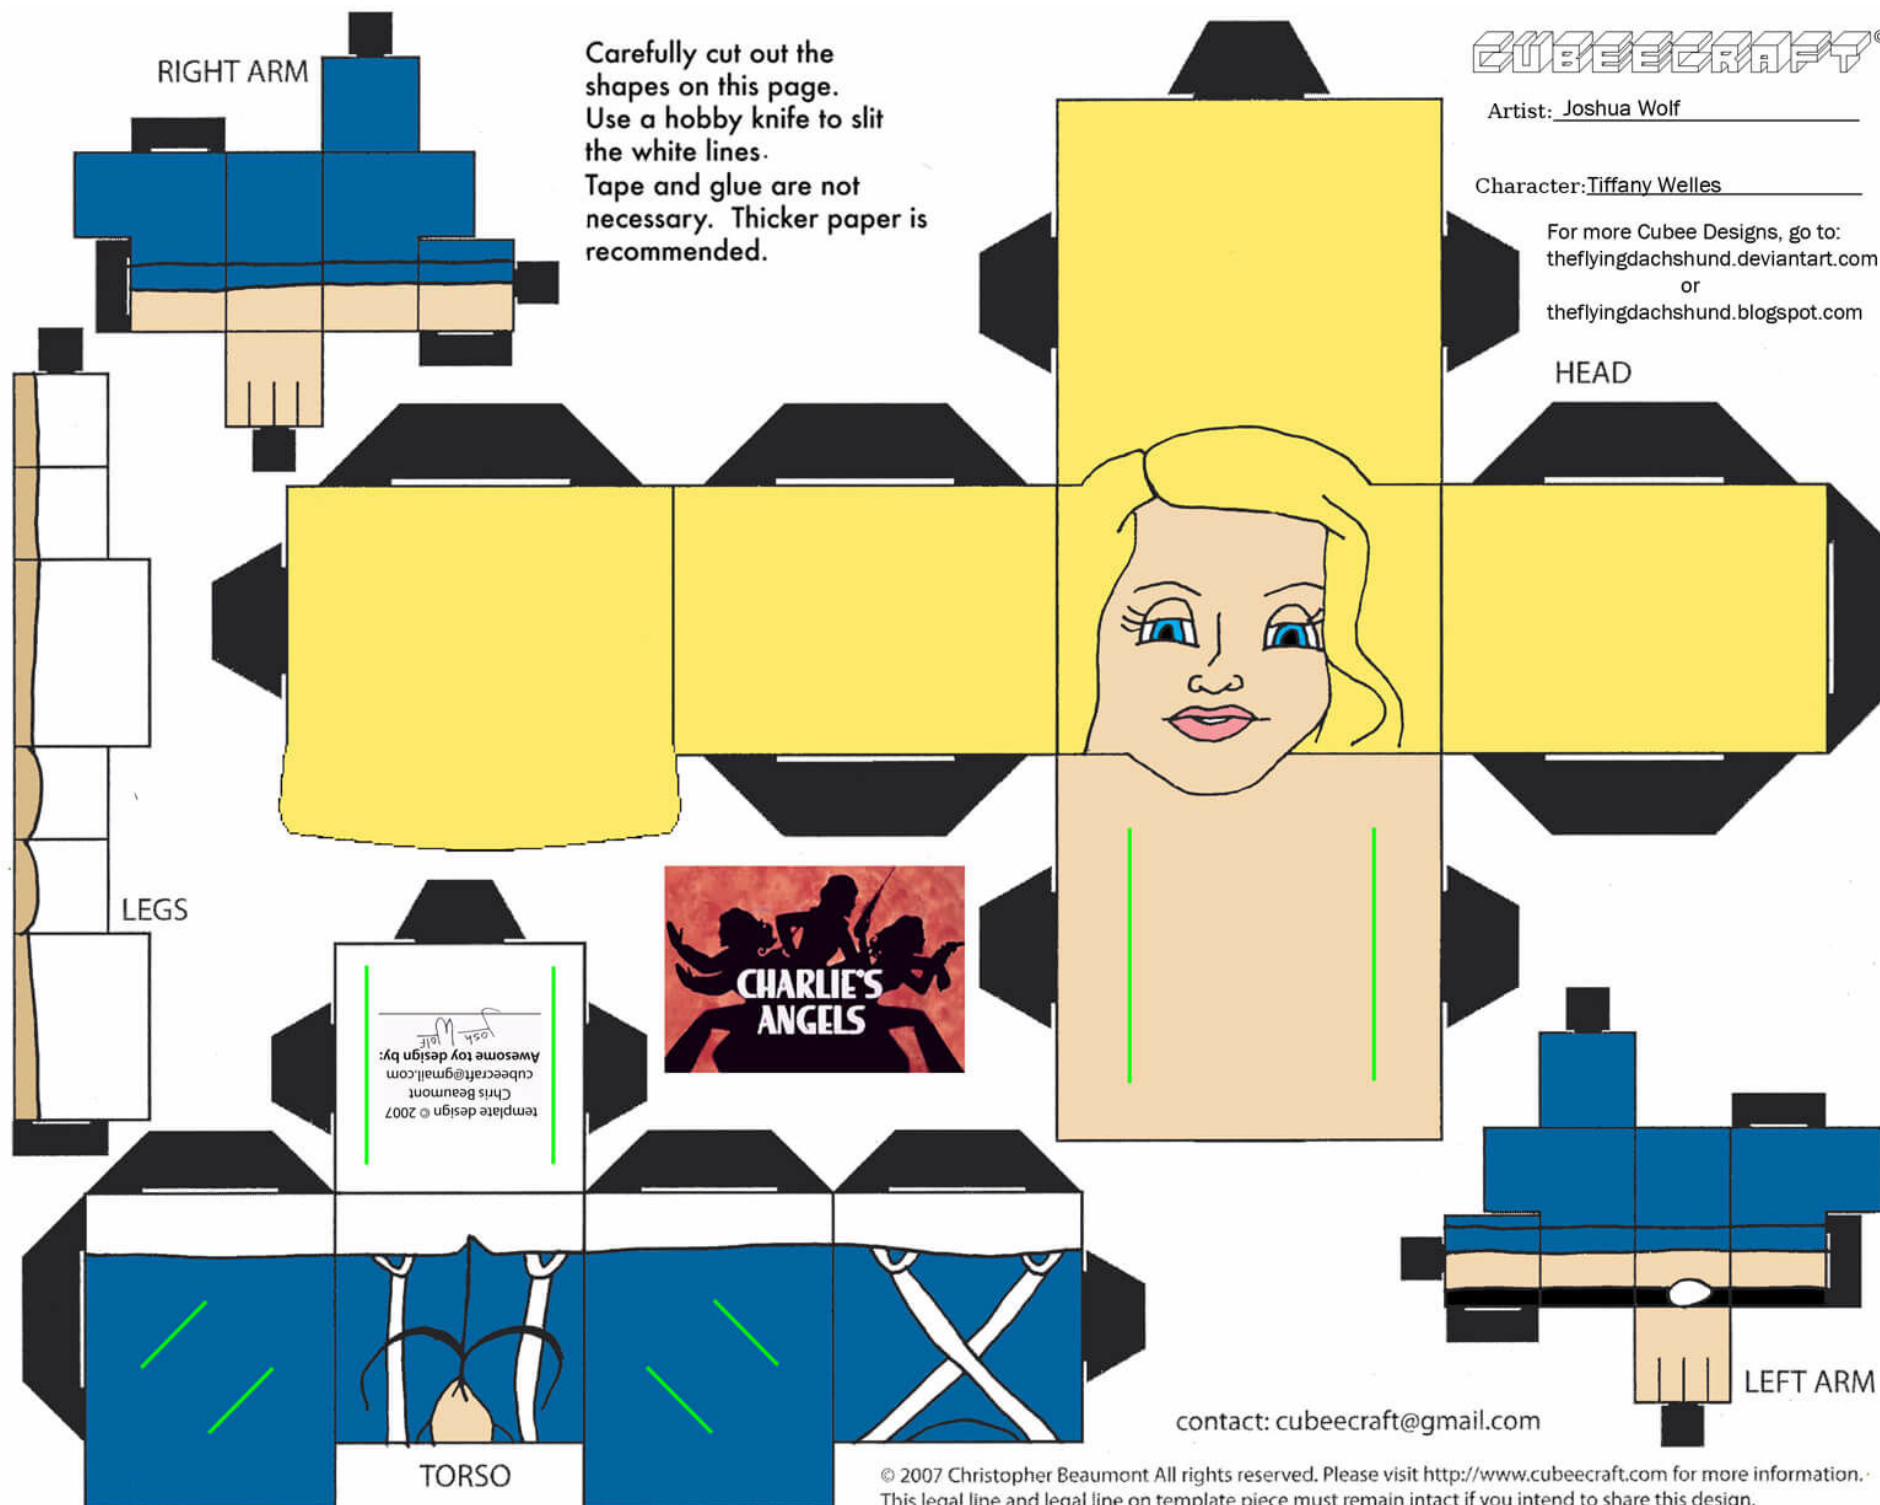 RIGHT ARM
Carefully cut out the
shapes on this page.
Use a hobby knife to slit
the white lines.
Tape and glue are not
necessary. Thicker paper is
recommended.
CUBEECRAFT©
Artist: Joshua Wolf
Character: Tiffany Welles
For more Cubee Designs, go to:
theflyingdachshund.deviantart.com
or
theflyingdachshund.blogspot.com
HEAD
LEGS
CHARLIE'S
ANGELS
template design © 2007
Chris Beaumont
cubeecraft@gmail.com
Awesome toy design by:
Josh Wolf
LEFT ARM
contact: cubeecraft@gmail.com
TORSO
© 2007 Christopher Beaumont All rights reserved. Please visit http://www.cubeecraft.com for more information.
This legal line and legal line on template piece must remain intact if you intend to share this design.